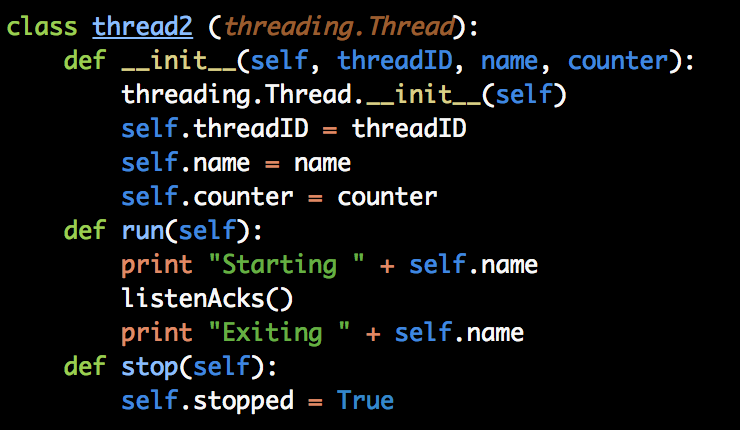 class thread2 (threading.Thread):
    def __init__(self, threadID, name, counter):
        threading.Thread.__init__(self)
        self.threadID = threadID
        self.name = name
        self.counter = counter
    def run(self):
        print "Starting " + self.name
        listenAcks()
        print "Exiting " + self.name
    def stop(self):
        self.stopped = True